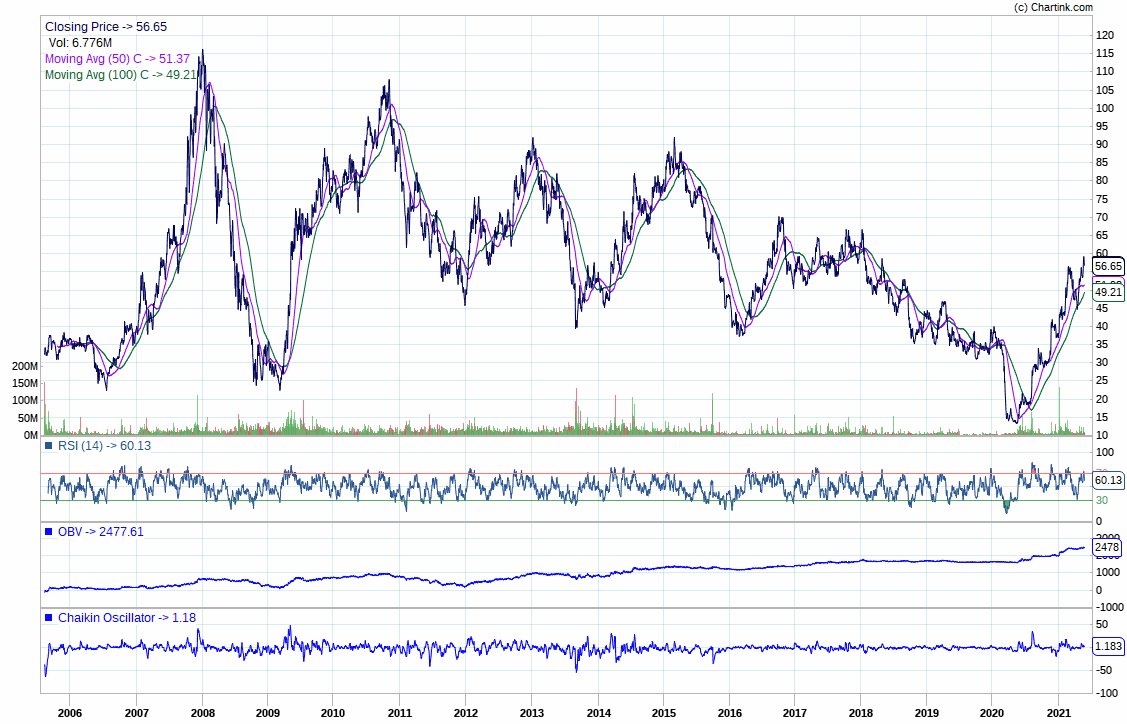 (c) Chartink.com
Closing Price -> 56.65
Vol: 6.776M
Moving Avg (50) C -> 51.37
Moving Avg (100) C -> 49.21
120
115
110
105
100
95
90
85
80
75
70
65
60
56.65
49.21
45
40
35
30
25
20
15
10
200M
150M
100M
50M
0M
RSI (14) -> 60.13
100
70
60.13
30
0
OBV -> 2477.61
2000
2478
1000
0
-1000
Chaikin Oscillator -> 1.18
50
1.183
-50
-100
2006 2007 2008 2009 2010 2011 2012 2013 2014 2015 2016 2017 2018 2019 2020 2021